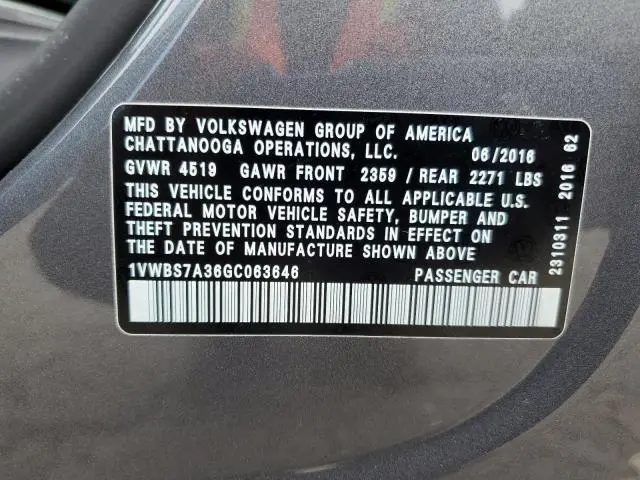 MFD BY VOLKSWAGEN GROUP OF AMERICA
CHATTANOOGA OPERATIONS, LLC. 06/2016
GVWR 4519 GAWR FRONT 2359 / REAR 2271 LBS
THIS VEHICLE CONFORMS TO ALL APPLICABLE U.S.
FEDERAL MOTOR VEHICLE SAFETY, BUMPER AND
THEFT PREVENTION STANDARDS IN EFFECT ON
THE DATE OF MANUFACTURE SHOWN ABOVE
1VWBS7A36GC063646 PASSENGER CAR
2310311 2016 62